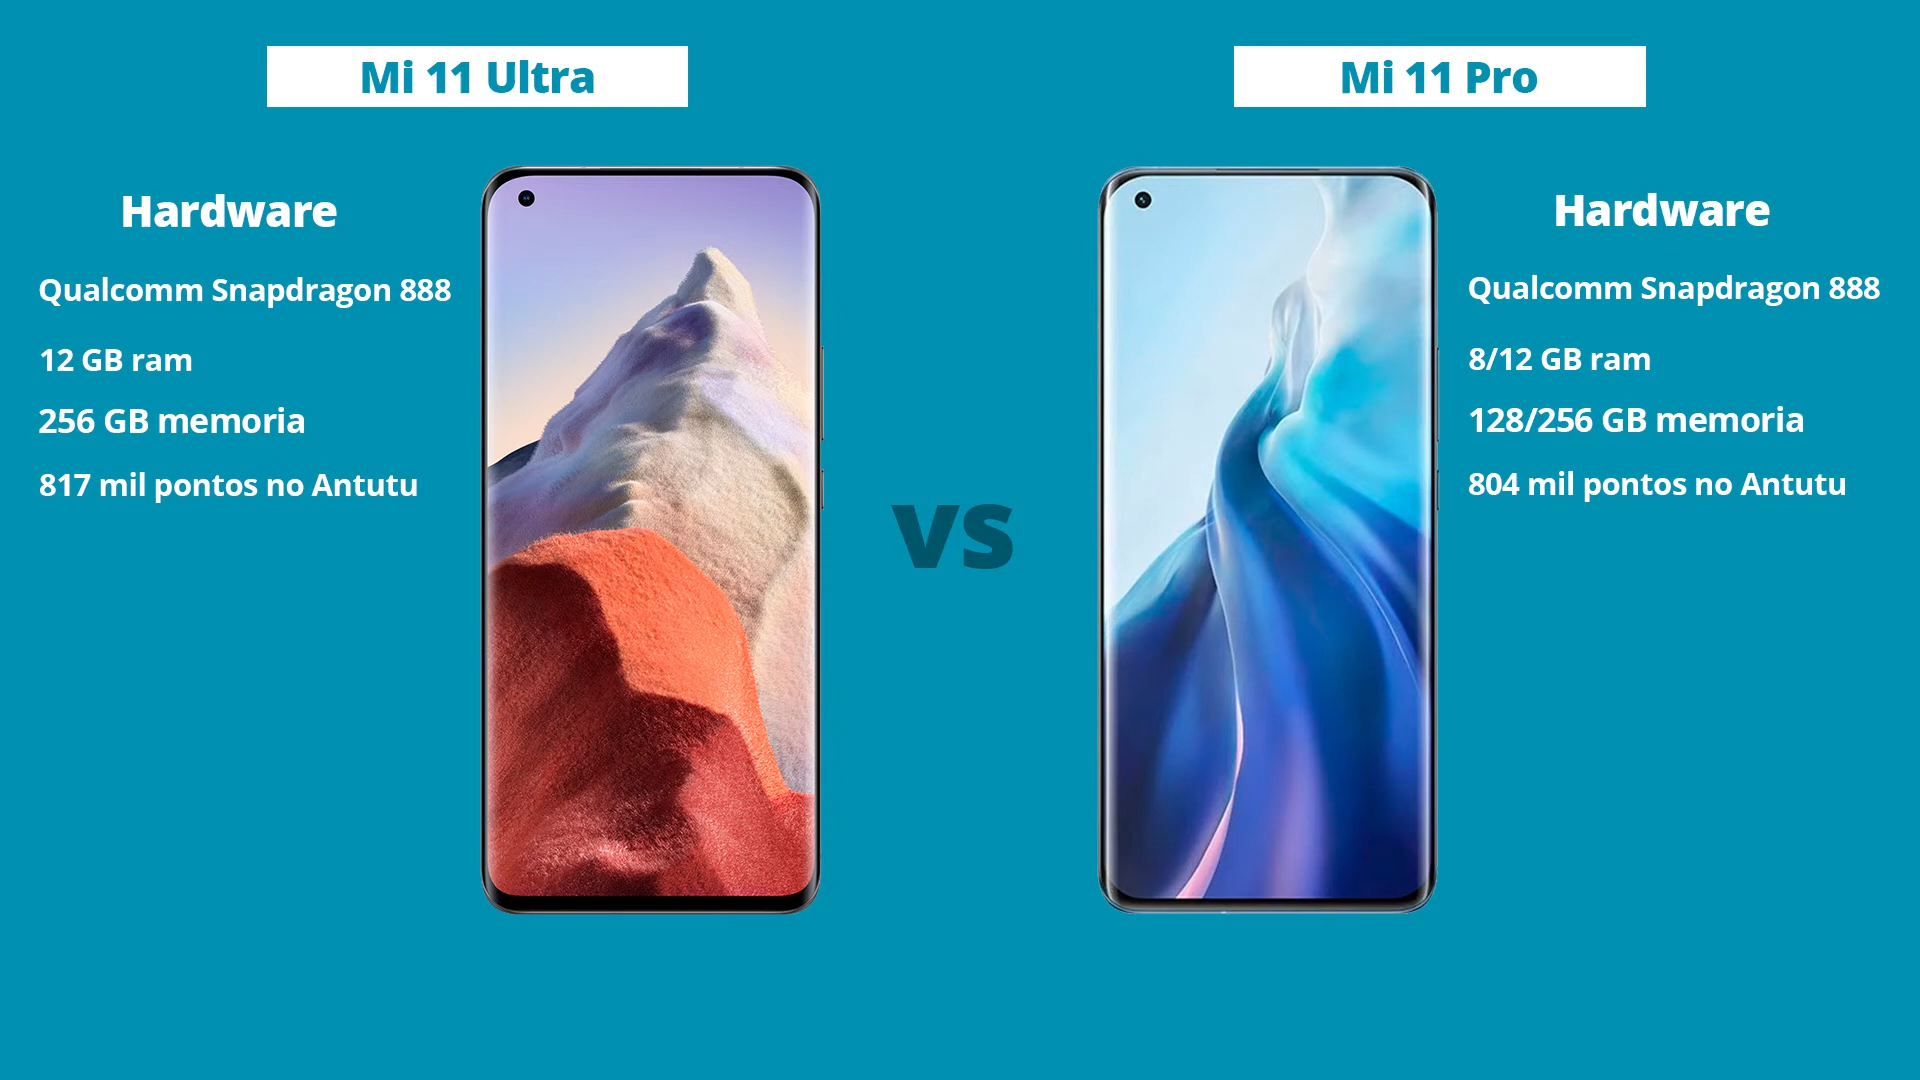 Mi 11 Ultra
Hardware
Qualcomm Snapdragon 888
12 GB ram
256 GB memoria
817 mil pontos no Antutu
VS
Mi 11 Pro
Hardware
Qualcomm Snapdragon 888
8/12 GB ram
128/256 GB memoria
804 mil pontos no Antutu